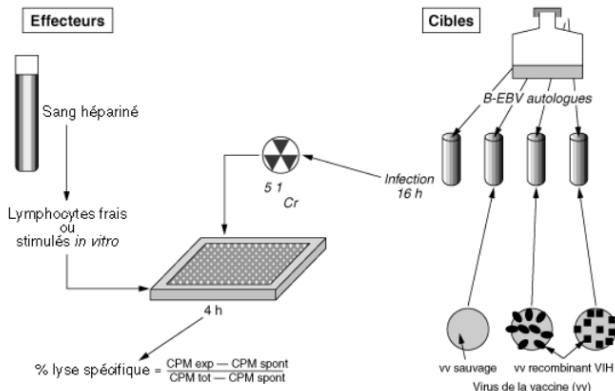 Effecteurs
Sang hépariné
Lymphocytes frais
ou
stimulés in vitro
51
Cr
4 h
% lyse spécifique = CPM exp — CPM spont
CPM tot — CPM spont
Cibles
B-EBV autologues
Infection
16 h
vv sauvage
vv recombinant VIH
Virus de la vaccine (vv)